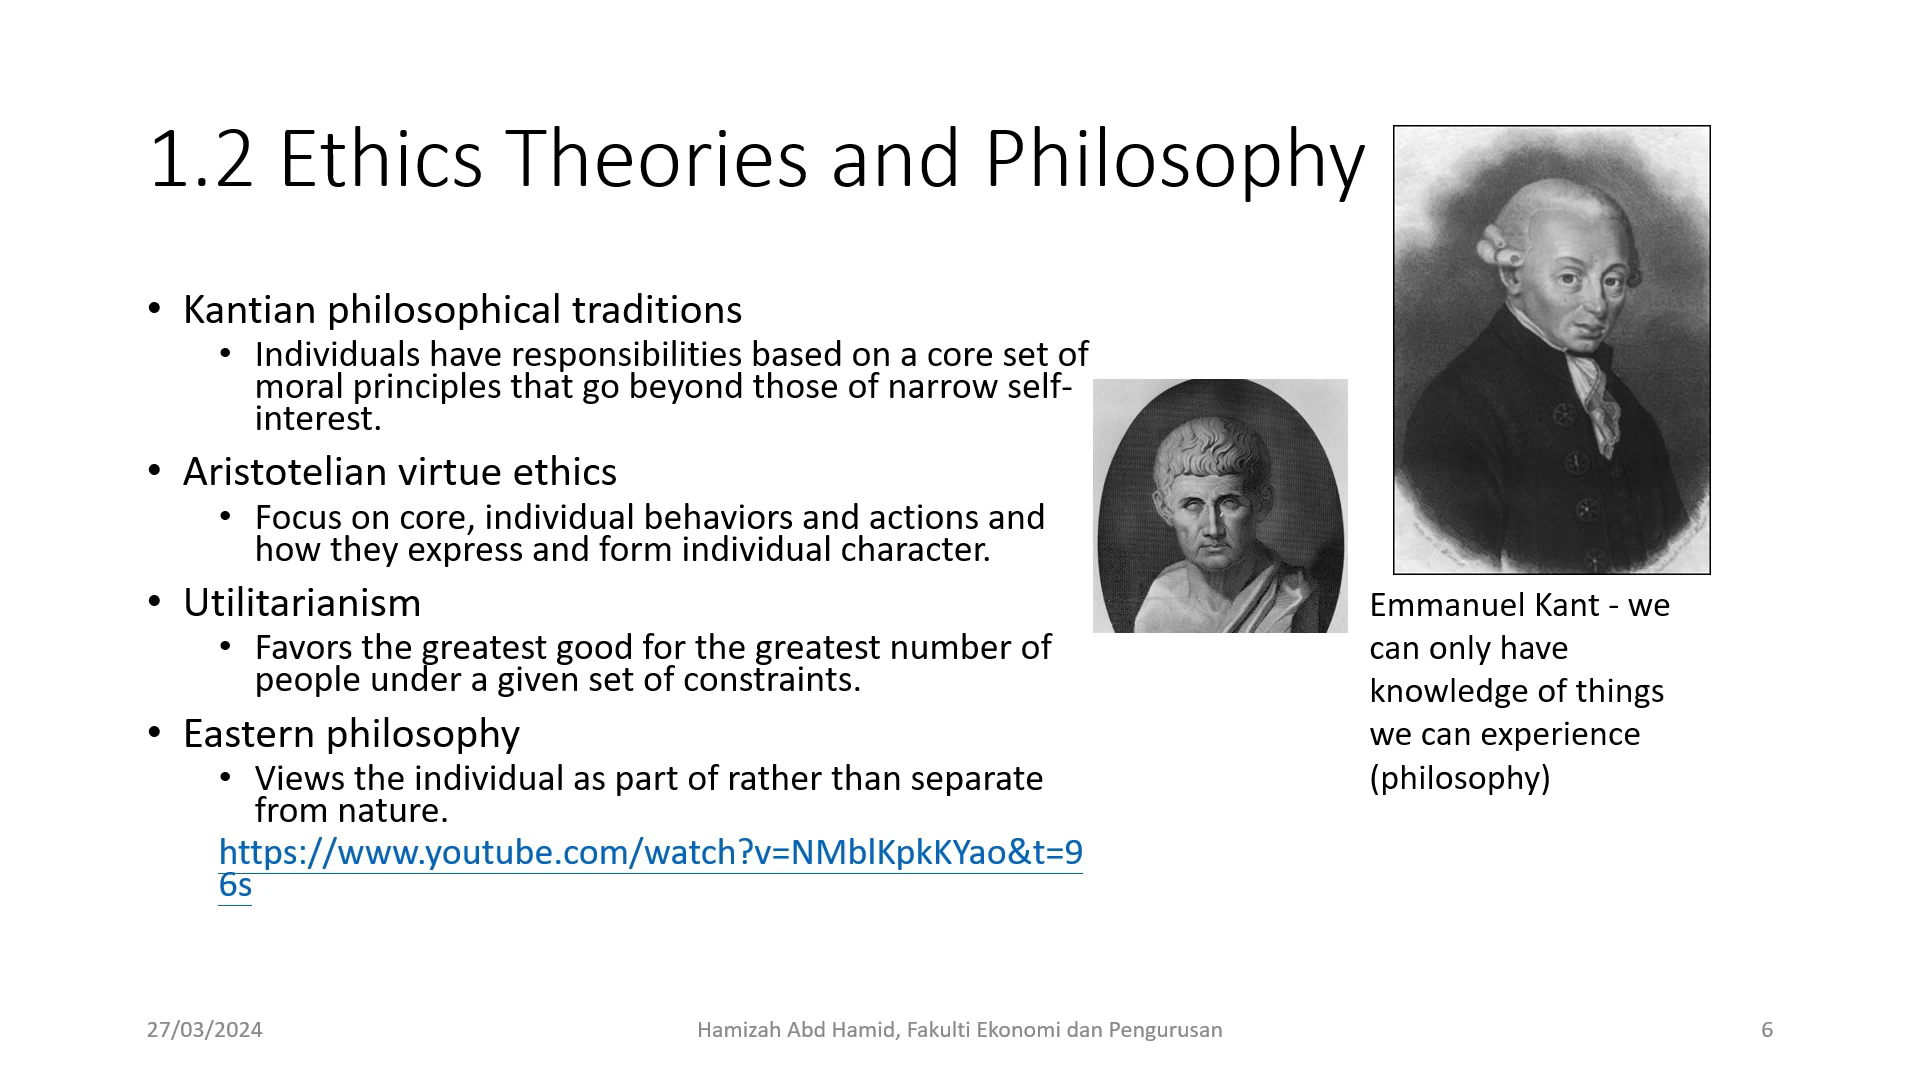 1.2 Ethics Theories and Philosophy
• Kantian philosophical traditions
• Individuals have responsibilities based on a core set of
moral principles that go beyond those of narrow self-
interest.
• Aristotelian virtue ethics
• Focus on core, individual behaviors and actions and
how they express and form individual character.
• Utilitarianism
• Favors the greatest good for the greatest number of
people under a given set of constraints.
• Eastern philosophy
• Views the individual as part of rather than separate
from nature.
https://www.youtube.com/watch?v=NMblKpkKYao&t=9
6s
Emmanuel Kant - we
can only have
knowledge of things
we can experience
(philosophy)
27/03/2024
Hamizah Abd Hamid, Fakulti Ekonomi dan Pengurusan
6